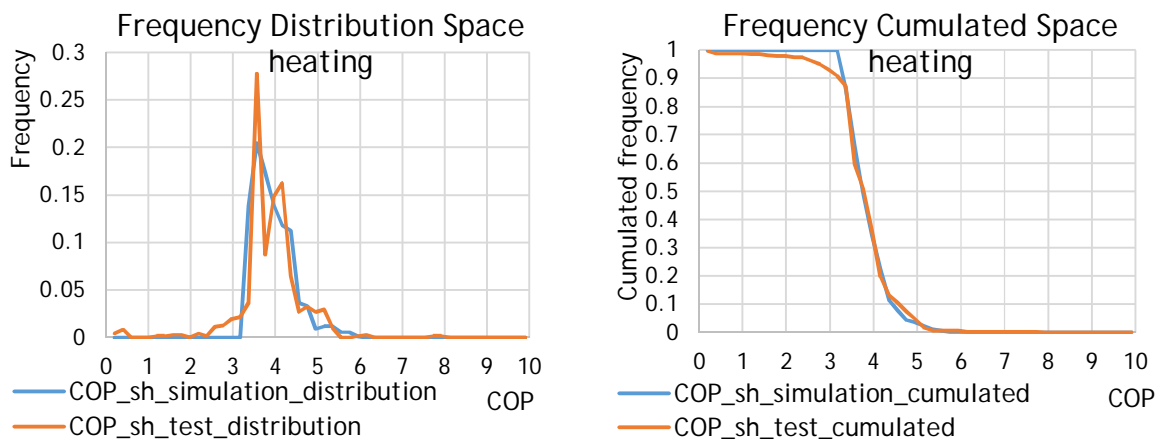 Frequency Distribution Space
heating
Frequency
0.3
0.25
0.2
0.15
0.1
0.05
0
0 1 2 3 4 5 6 7 8 9 10
COP_sh_simulation_distribution
COP
COP_sh_test_distribution
Frequency Cumulated Space
heating
Cumulated frequency
1
0.9
0.8
0.7
0.6
0.5
0.4
0.3
0.2
0.1
0
0 1 2 3 4 5 6 7 8 9 10
COP_sh_simulation_cumulated
COP
COP_sh_test_cumulated